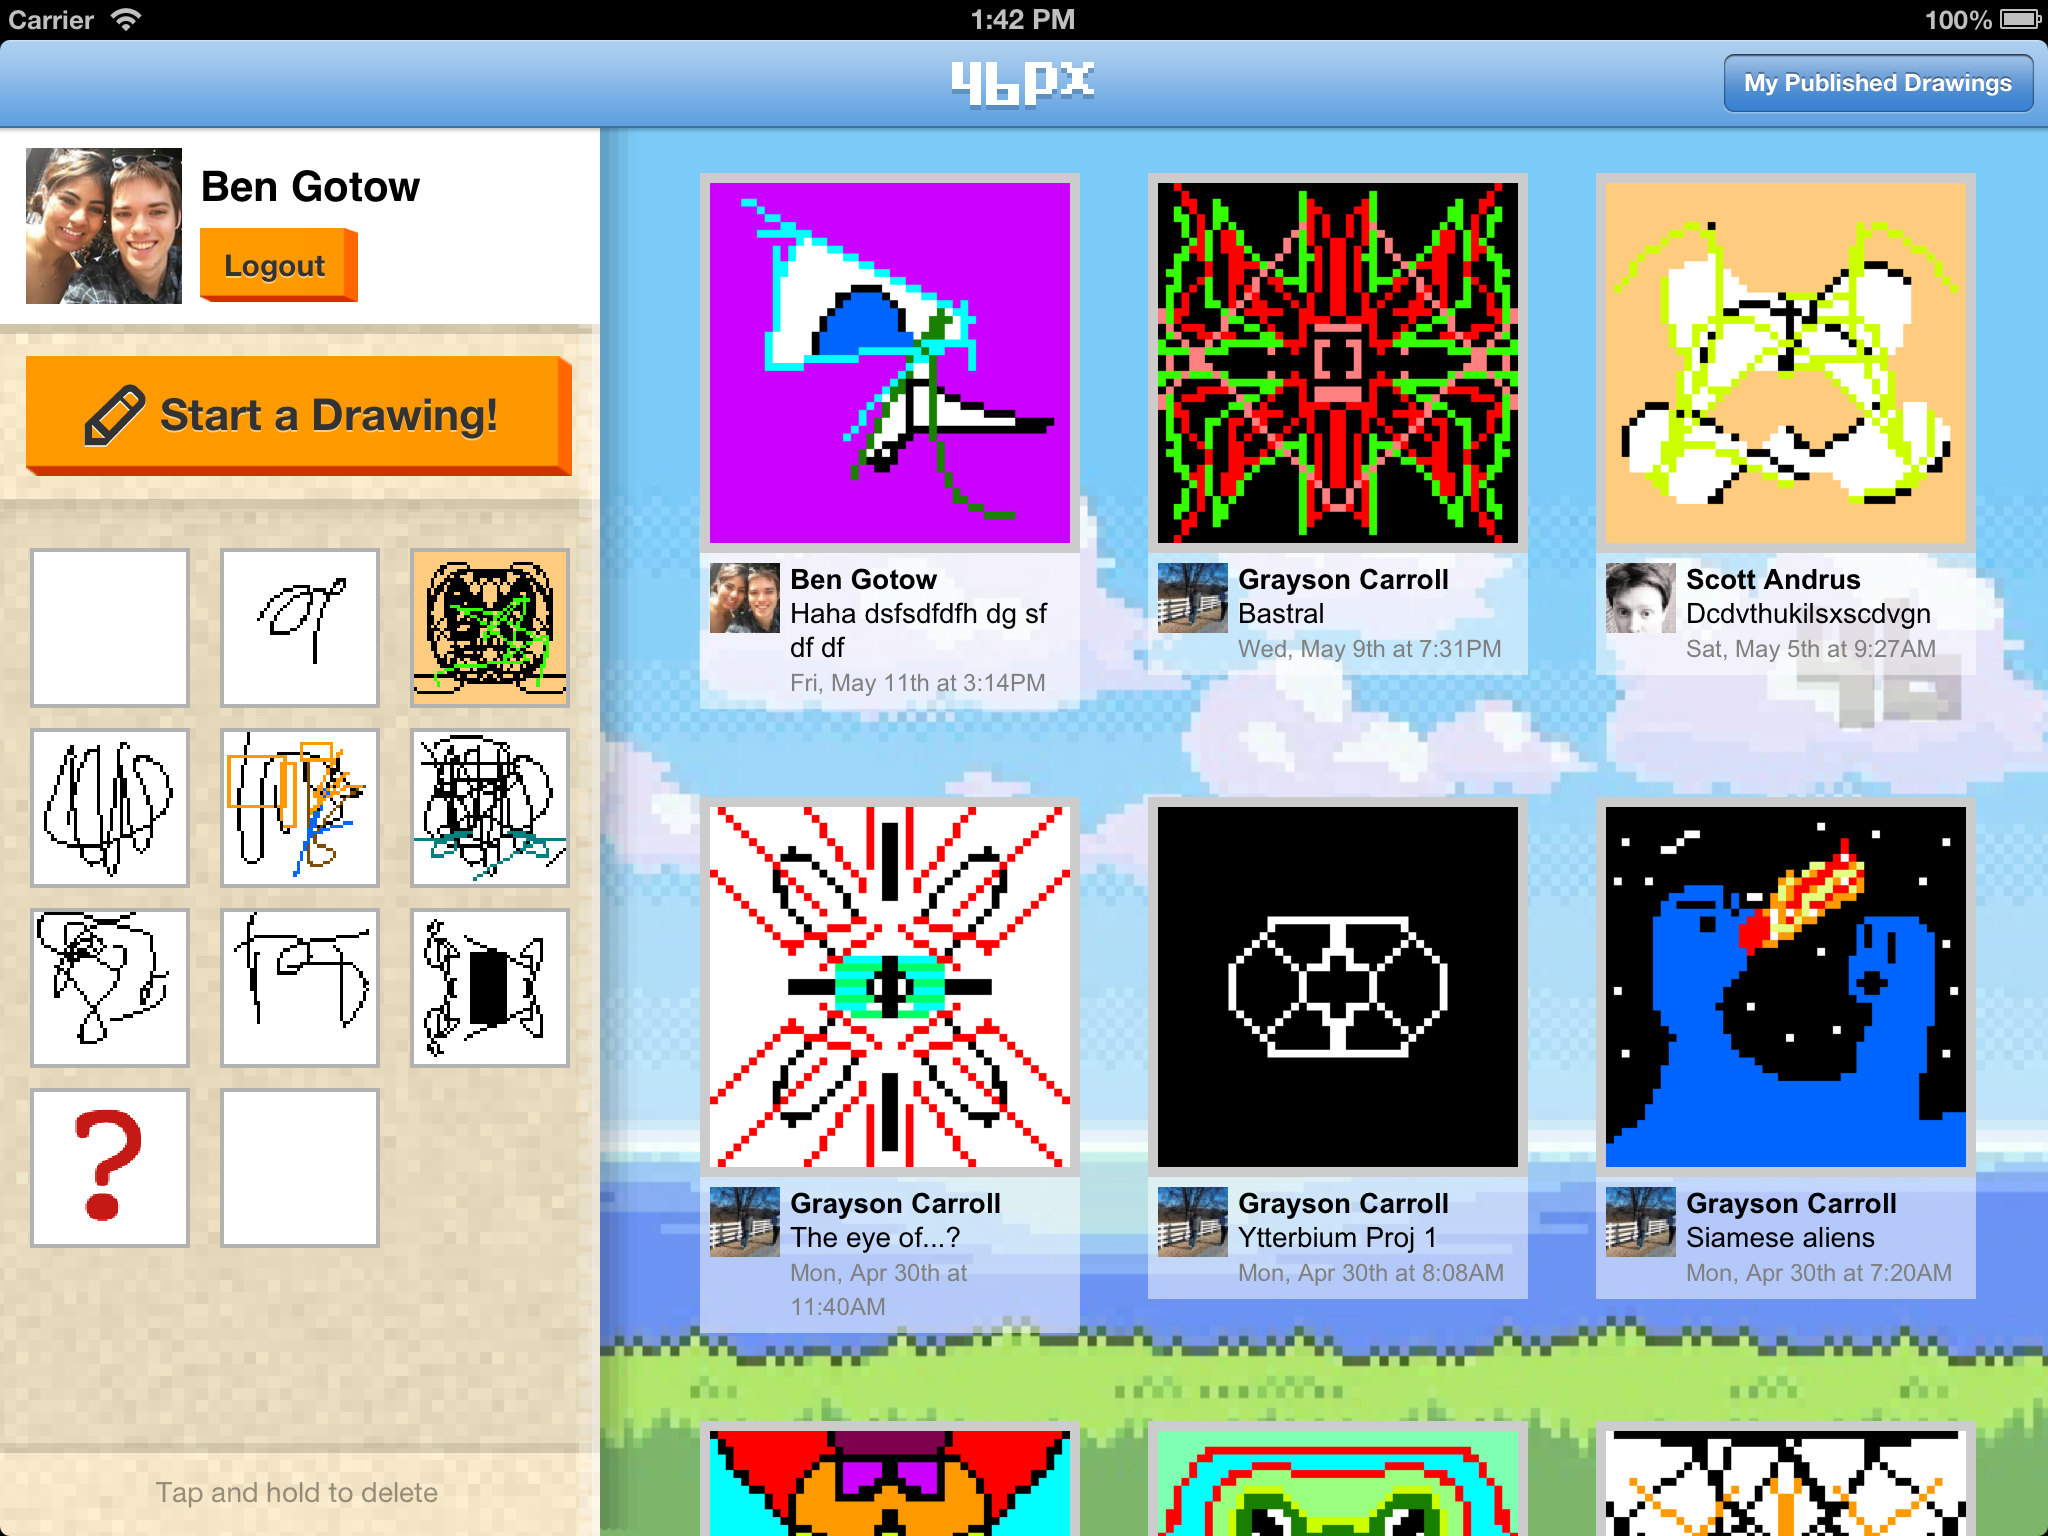 Carrier
1:42 PM
100%
46px
My Published Drawings
Ben Gotow
Logout
Start a Drawing!
?
Tap and hold to delete
Ben Gotow
Haha dsfsdfdfh dg sf
df df
Fri, May 11th at 3:14PM
Grayson Carroll
Bastral
Wed, May 9th at 7:31PM
Scott Andrus
Dcdvthukilsxscdvgn
Sat, May 5th at 9:27AM
Grayson Carroll
The eye of...?
Mon, Apr 30th at
11:40AM
Grayson Carroll
Ytterbium Proj 1
Mon, Apr 30th at 8:08AM
Grayson Carroll
Siamese aliens
Mon, Apr 30th at 7:20AM